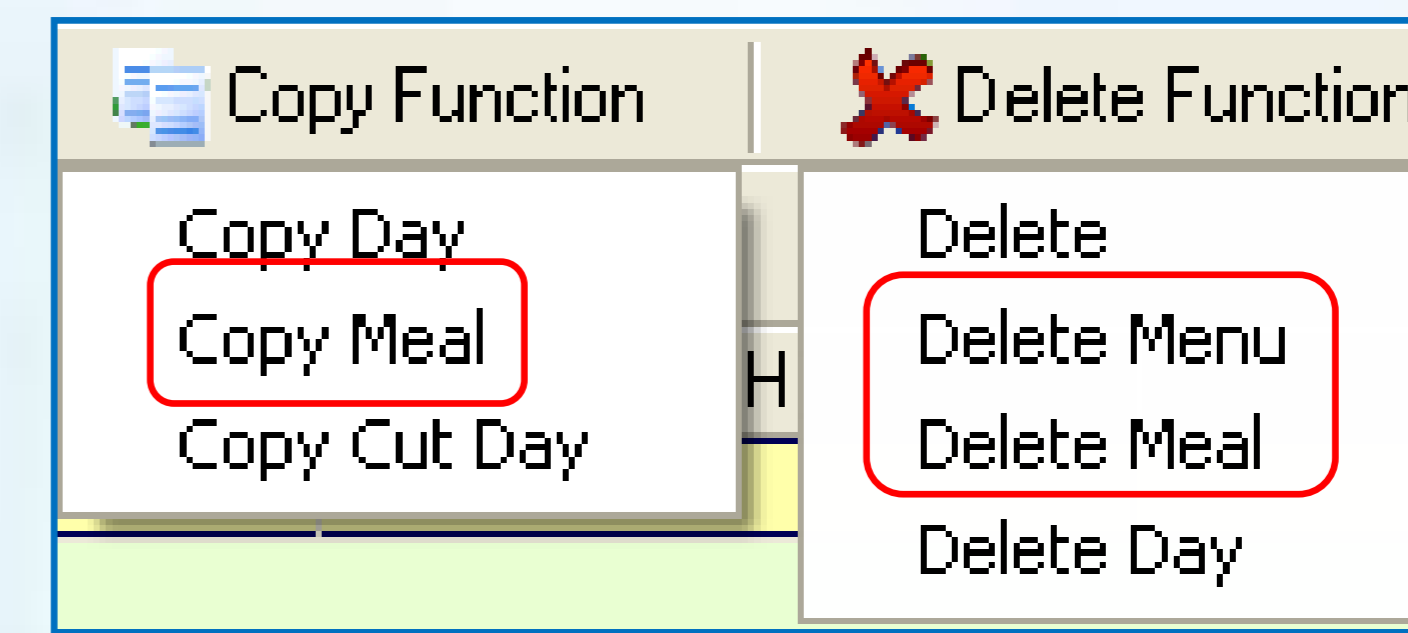 Copy Function
Delete Function
Copy Day
Copy Meal
Copy Cut Day
H
Delete
Delete Menu
Delete Meal
Delete Day